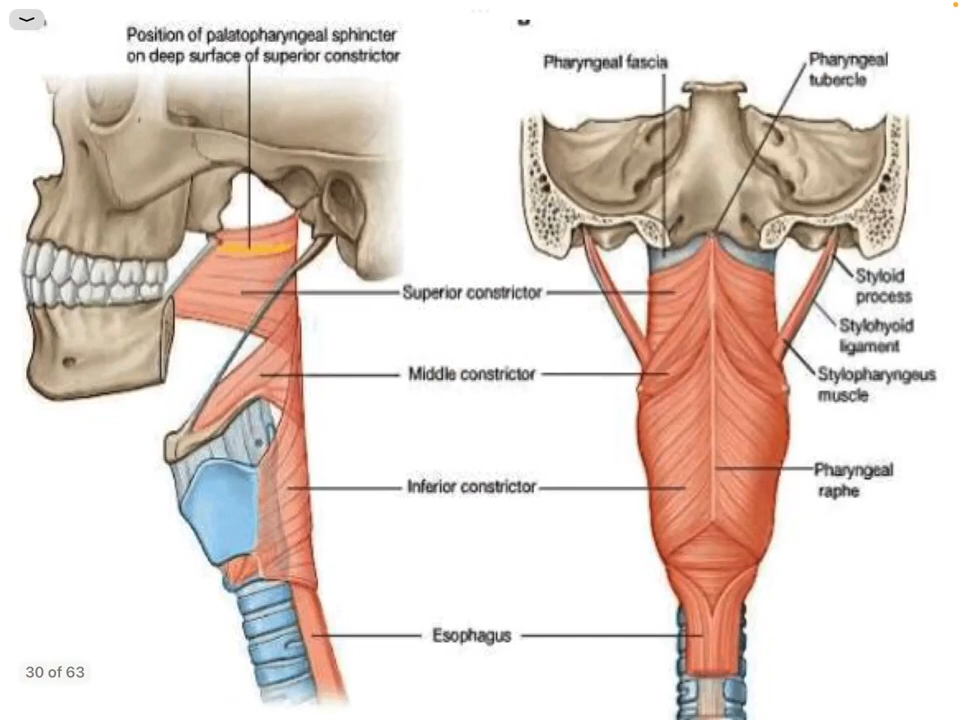 Position of palatopharyngeal sphincter
on deep surface of superior constrictor
Pharyngeal fascia
Pharyngeal
tubercle
Superior constrictor
Styloid
process
Stylohyoid
ligament
Middle constrictor
Stylopharyngeus
muscle
Inferior constrictor
Pharyngeal
raphe
Esophagus
30 of 63